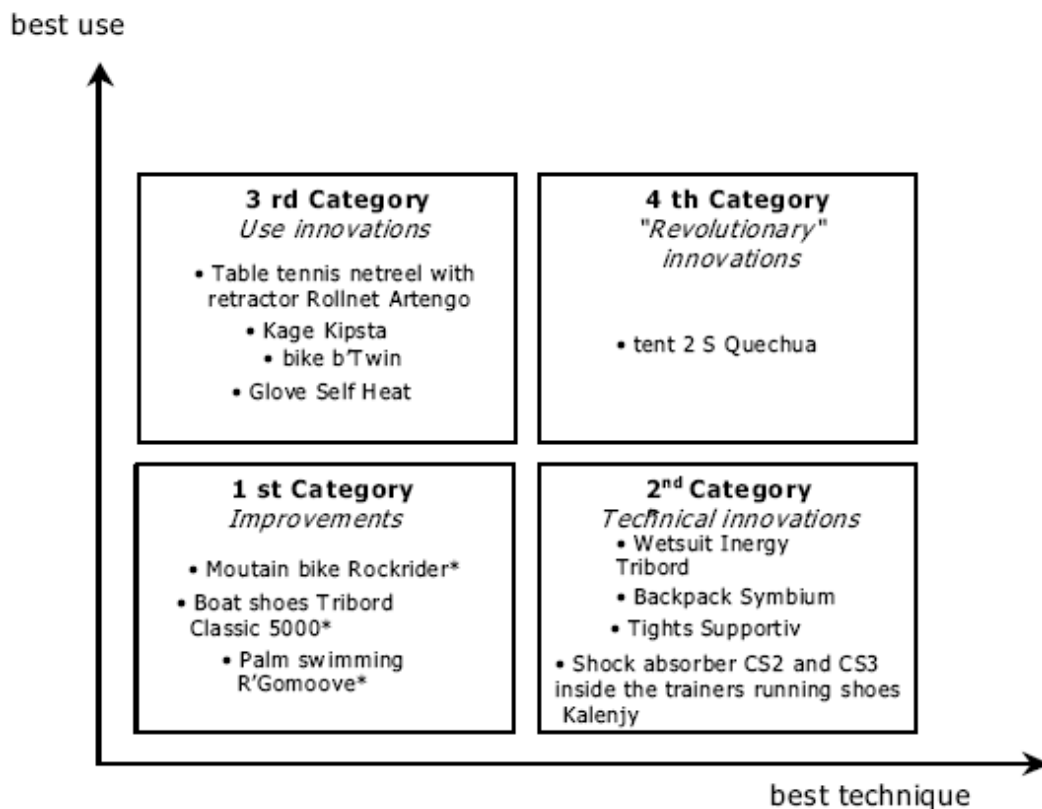 best use
3 rd Category
Use innovations
• Table tennis netreel with
retractor Rollnet Artengo
• Kage Kipsta
• bike b'Twin
• Glove Self Heat
4 th Category
"Revolutionary"
innovations
• tent 2 S Quechua
1 st Category
Improvements
• Moutain bike Rockrider*
• Boat shoes Tribord
Classic 5000*
• Palm swimming
R'Gomoove*
2nd Category
Technical innovations
• Wetsuit Inergy
Tribord
• Backpack Symbium
• Tights Supportiv
• Shock absorber CS2 and CS3
inside the trainers running shoes
Kalenjy
best technique